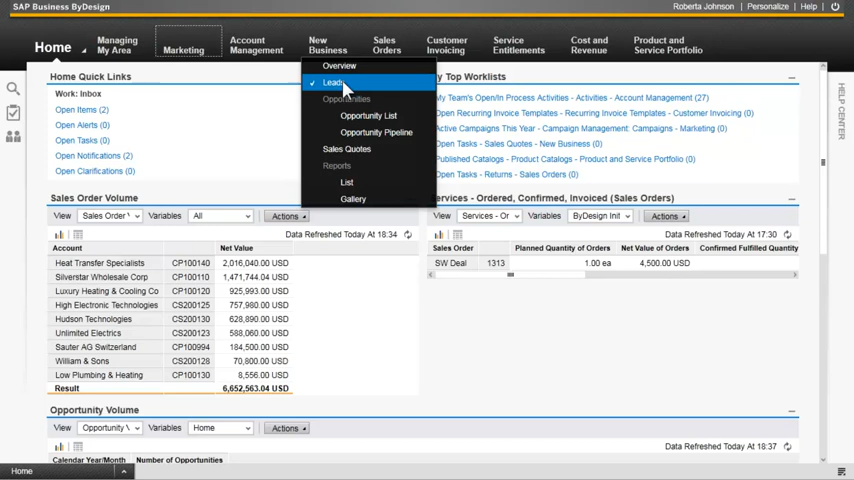 SAP Business ByDesign
Roberta Johnson | Personalize | Help
Home
Managing My Area
Marketing
Account Management
New Business
Sales Orders
Customer Invoicing
Service Entitlements
Cost and Revenue
Product and Service Portfolio
Overview
✓ Leads
Opportunities
Opportunity List
Opportunity Pipeline
Sales Quotes
Reports
List
Gallery
Home Quick Links
Work: Inbox
Open Items (2)
Open Alerts (0)
Open Tasks (0)
Open Notifications (2)
Open Clarifications (0)
My Top Worklists
My Team's Open/In Process Activities - Activities - Account Management (27)
Open Recurring Invoice Templates - Recurring Invoice Templates - Customer Invoicing (0)
Active Campaigns This Year - Campaign Management: Campaigns - Marketing (0)
Open Tasks - Sales Quotes - New Business (0)
Published Catalogs - Product Catalogs - Product and Service Portfolio (0)
Open Tasks - Returns - Sales Orders (0)
HELP CENTER
Sales Order Volume
View Sales Order Variables All Actions
Data Refreshed Today At 18:34
Account Net Value
Heat Transfer Specialists CP100140 2,016,040.00 USD
Silverstar Wholesale Corp CP100110 1,471,744.04 USD
Luxury Heating & Cooling Co CP100120 925,993.00 USD
High Electronic Technologies CS200125 757,980.00 USD
Hudson Technologies CP100130 628,890.00 USD
Unlimited Electrics CS200123 588,060.00 USD
Sauter AG Switzerland CP100994 184,500.00 USD
William & Sons CS200128 70,800.00 USD
Low Plumbing & Heating CP100130 8,556.00 USD
Result 6,652,563.04 USD
Services - Ordered, Confirmed, Invoiced (Sales Orders)
View Services - Or Variables ByDesign Init Actions
Data Refreshed Today At 17:30
Sales Order Planned Quantity of Orders Net Value of Orders Confirmed Fulfilled Quantity
SW Deal 1313 1.00 ea 4,500.00 USD
Opportunity Volume
View Opportunity Variables Home Actions
Data Refreshed Today At 18:37
Calendar Year/Month Number of Opportunities
Home